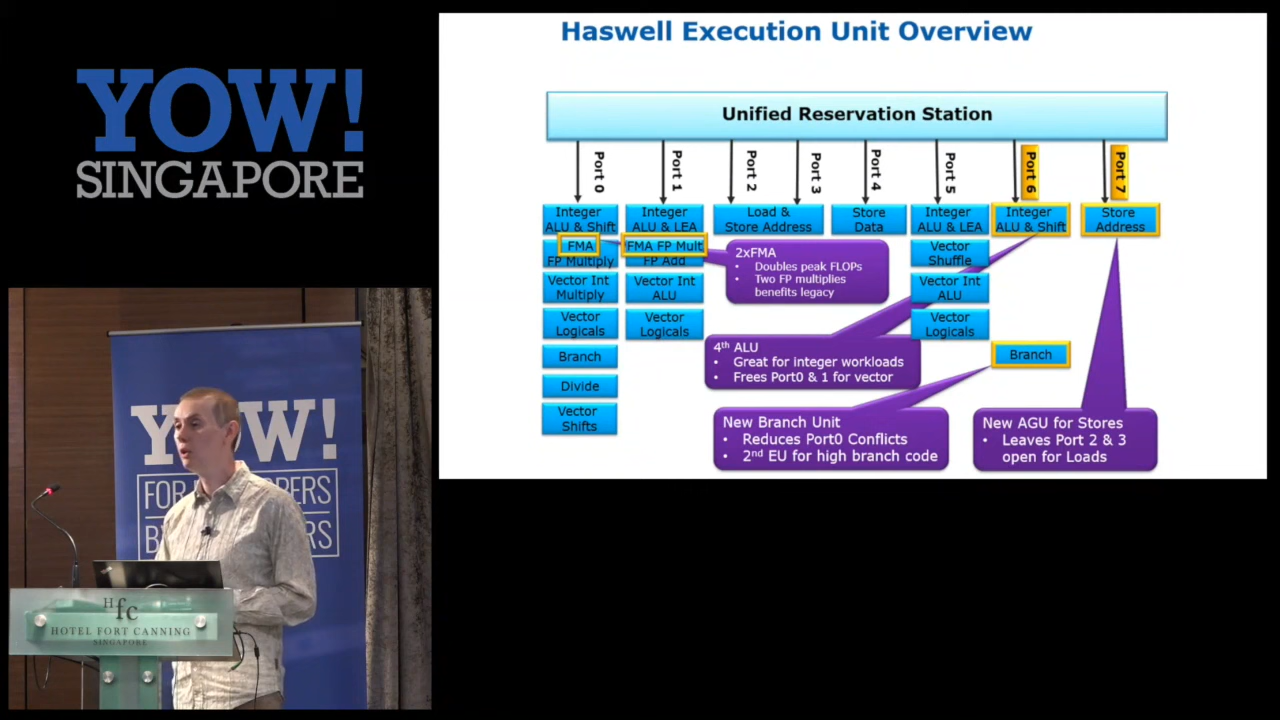 YOW!
SINGAPORE
Haswell Execution Unit Overview
Unified Reservation Station
Port 0
Port 1
Port 2
Port 3
Port 4
Port 5
Port 6
Port 7
Integer
ALU & Shift
Integer
ALU & LEA
Load &
Store Address
Store
Data
Integer
ALU & LEA
Integer
ALU & Shift
Store
Address
FMA
FP Multiply
FMA FP Mult
FP Add
Vector
Shuffle
Vector Int
Multiply
Vector Int
ALU
Vector Int
ALU
Vector
Logicals
Vector
Logicals
Vector
Logicals
Branch
Divide
Vector
Shifts
Branch
2xFMA
• Doubles peak FLOPs
• Two FP multiplies
benefits legacy
4th ALU
• Great for integer workloads
• Frees Port0 & 1 for vector
New Branch Unit
• Reduces Port0 Conflicts
• 2nd EU for high branch code
New AGU for Stores
• Leaves Port 2 & 3
open for Loads
YOW!
FOR
Hfc
HOTEL FORT CANNING
SINGAPORE